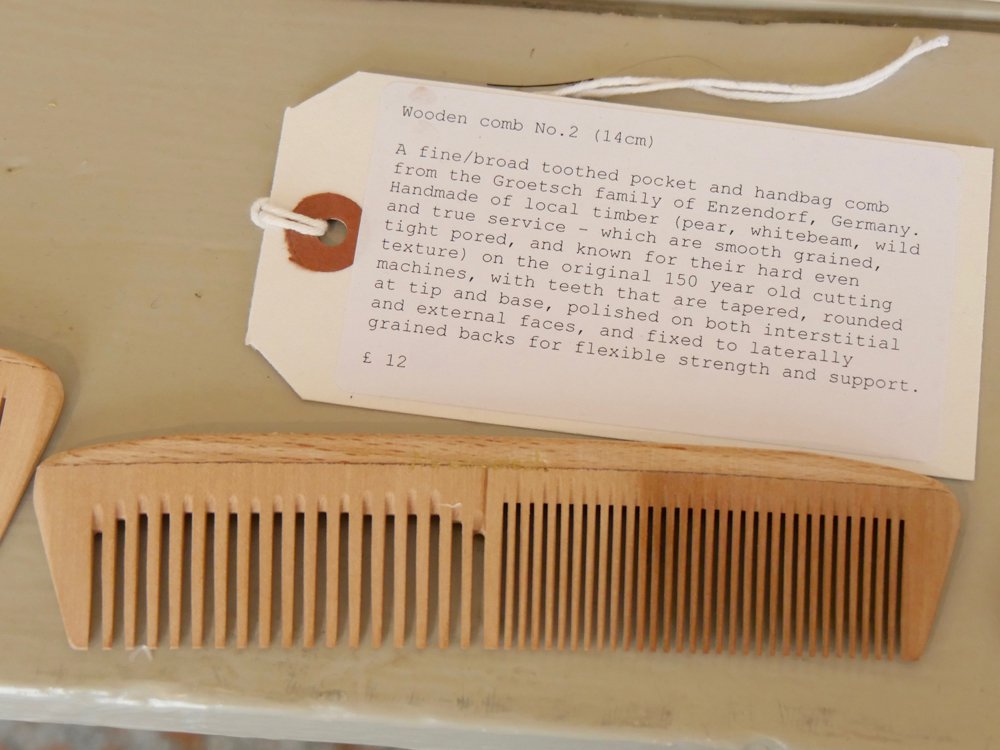 Wooden comb No.2 (14cm)
A fine/broad toothed pocket and handbag comb
from the Groetsch family of Enzendorf, Germany.
Handmade of local timber (pear, whitebeam, wild
and true service – which are smooth grained,
tight pored, and known for their hard even
texture) on the original 150 year old cutting
machines, with teeth that are tapered, rounded
at tip and base, polished on both interstitial
and external faces, and fixed to laterally
grained backs for flexible strength and support.
£ 12